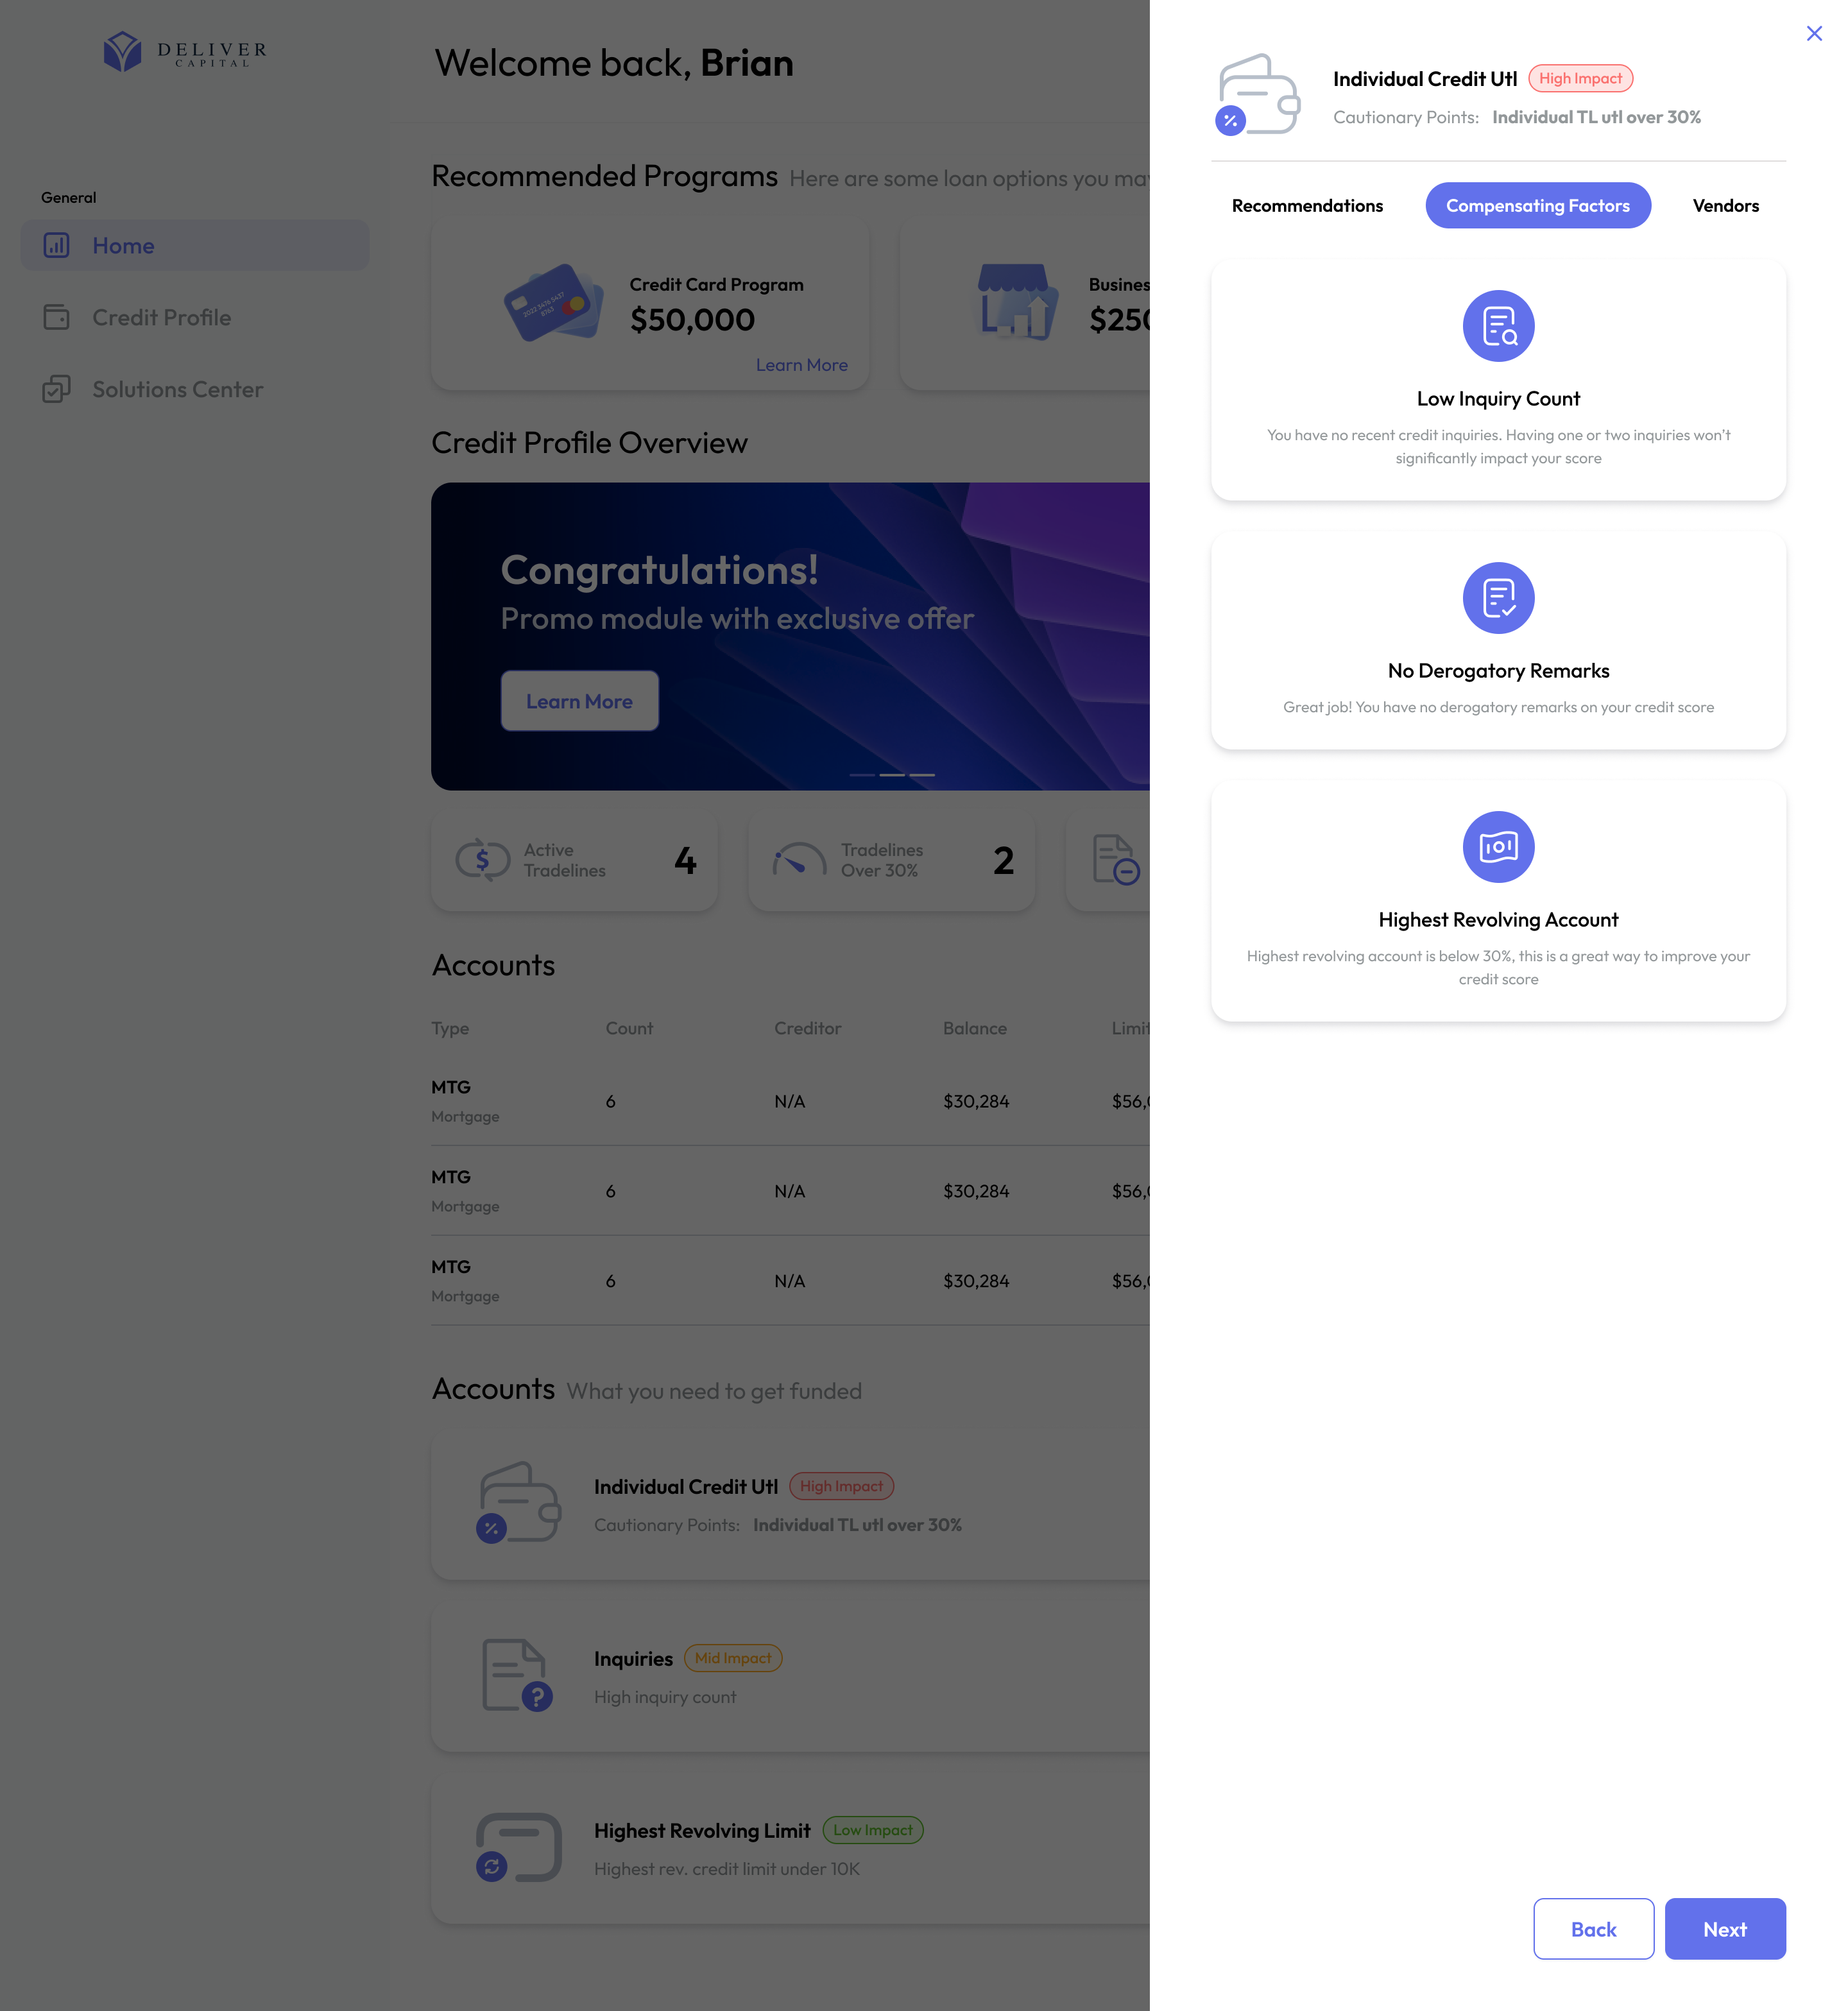 DELIVER
CAPITAL
General
Home
Credit Profile
Solutions Center
Welcome back, Brian
Recommended Programs Here are some loan options you may
Credit Card Program
$50,000
Learn More
$250
Credit Profile Overview
Congratulations!
Promo module with exclusive offer
Learn More
Active
Tradelines
4
Tradelines
Over 30%
2
Accounts
Type Count Creditor Balance Limit
MTG
Mortgage
6 N/A $30,284 $56,0
MTG
Mortgage
6 N/A $30,284 $56,0
MTG
Mortgage
6 N/A $30,284 $56,0
Accounts What you need to get funded
Individual Credit Utl High Impact
Cautionary Points: Individual TL utl over 30%
Inquiries Mid Impact
High inquiry count
Highest Revolving Limit Low Impact
Highest rev. credit limit under 10K
Individual Credit Utl High Impact
Cautionary Points: Individual TL utl over 30%
Recommendations Compensating Factors Vendors
Low Inquiry Count
You have no recent credit inquiries. Having one or two inquiries won't
significantly impact your score
No Derogatory Remarks
Great job! You have no derogatory remarks on your credit score
Highest Revolving Account
Highest revolving account is below 30%, this is a great way to improve your
credit score
Back Next